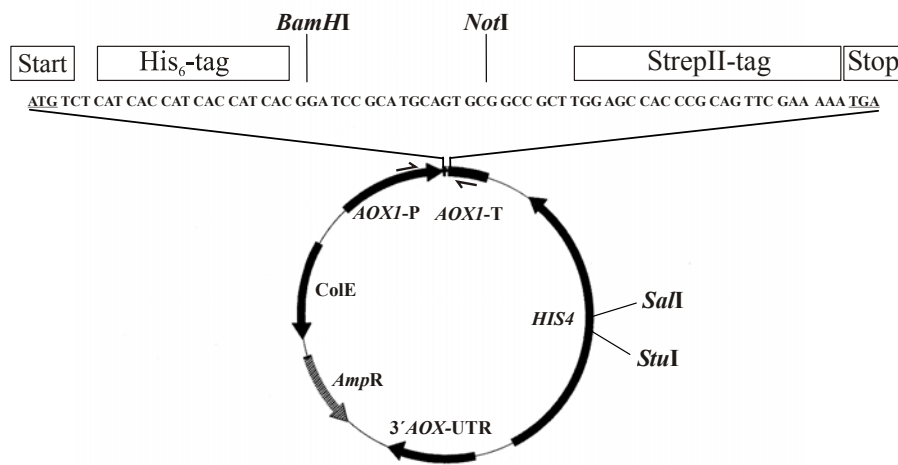 BamHI NotI
Start His6-tag StrepII-tag Stop
ATG TCT CAT CAC CAT CAC CAT CAC GGA TCC GCA TGCAGT GCG GCC GCT TGG AGC CAC CCG CAG TTC GAA AAA TGA
AOX1-P AOX1-T
ColE
HIS4
SalI
StuI
AmpR
3´AOX-UTR